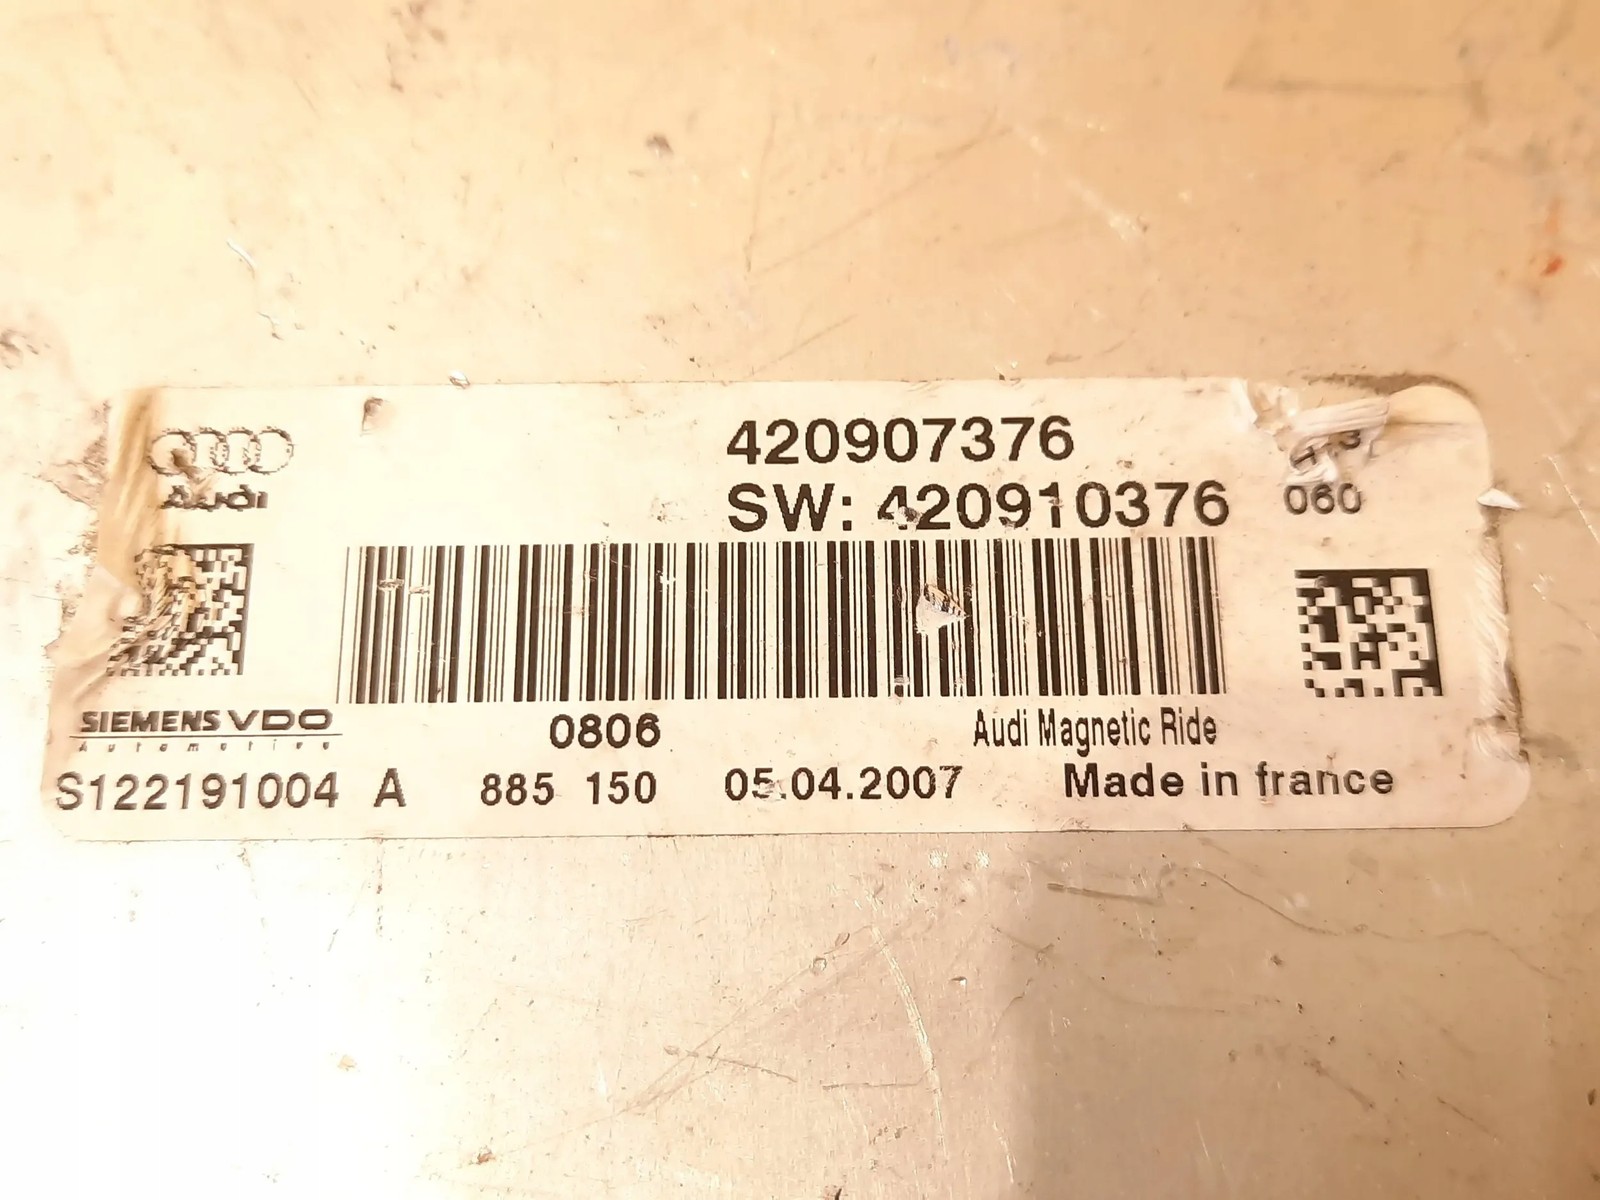 420907376
Audi
SW: 420910376 060
SIEMENS VDO
Automotive
0806
Audi Magnetic Ride
S122191004 A 885 150 05.04.2007 Made in france